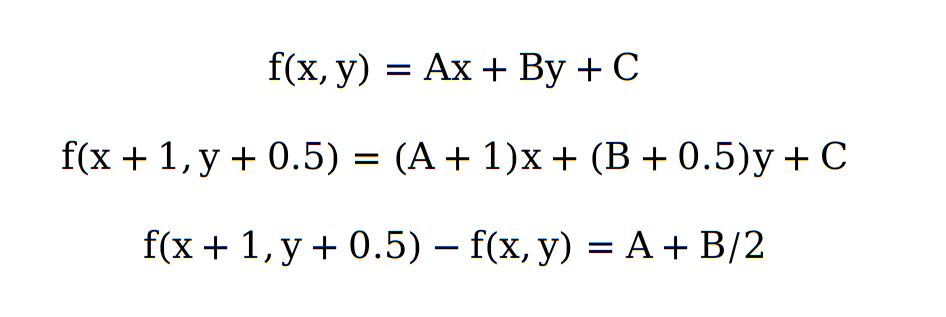 f(x, y) = Ax + By + C
f(x + 1, y + 0.5) = (A + 1)x + (B + 0.5)y + C
f(x + 1, y + 0.5) − f(x, y) = A + B/2